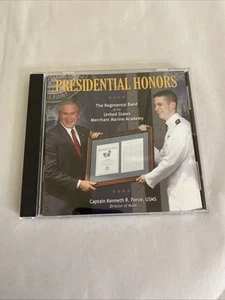 PRESIDENTIAL HONORS
The Regimental Band
of the
United States
Merchant Marine Academy
Captain Kenneth R. Force, USMS
Director of Music